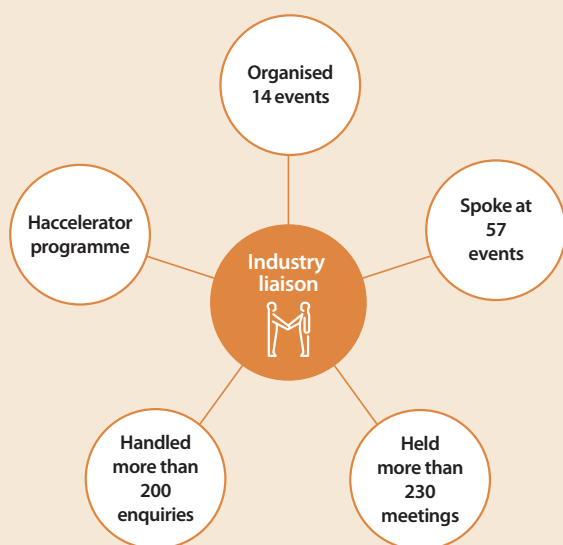 Organised
14 events
Spoke at
57
events
Haccelerator
programme
Industry
liaison
Handled
more than
200
enquiries
Held
more than
230
meetings